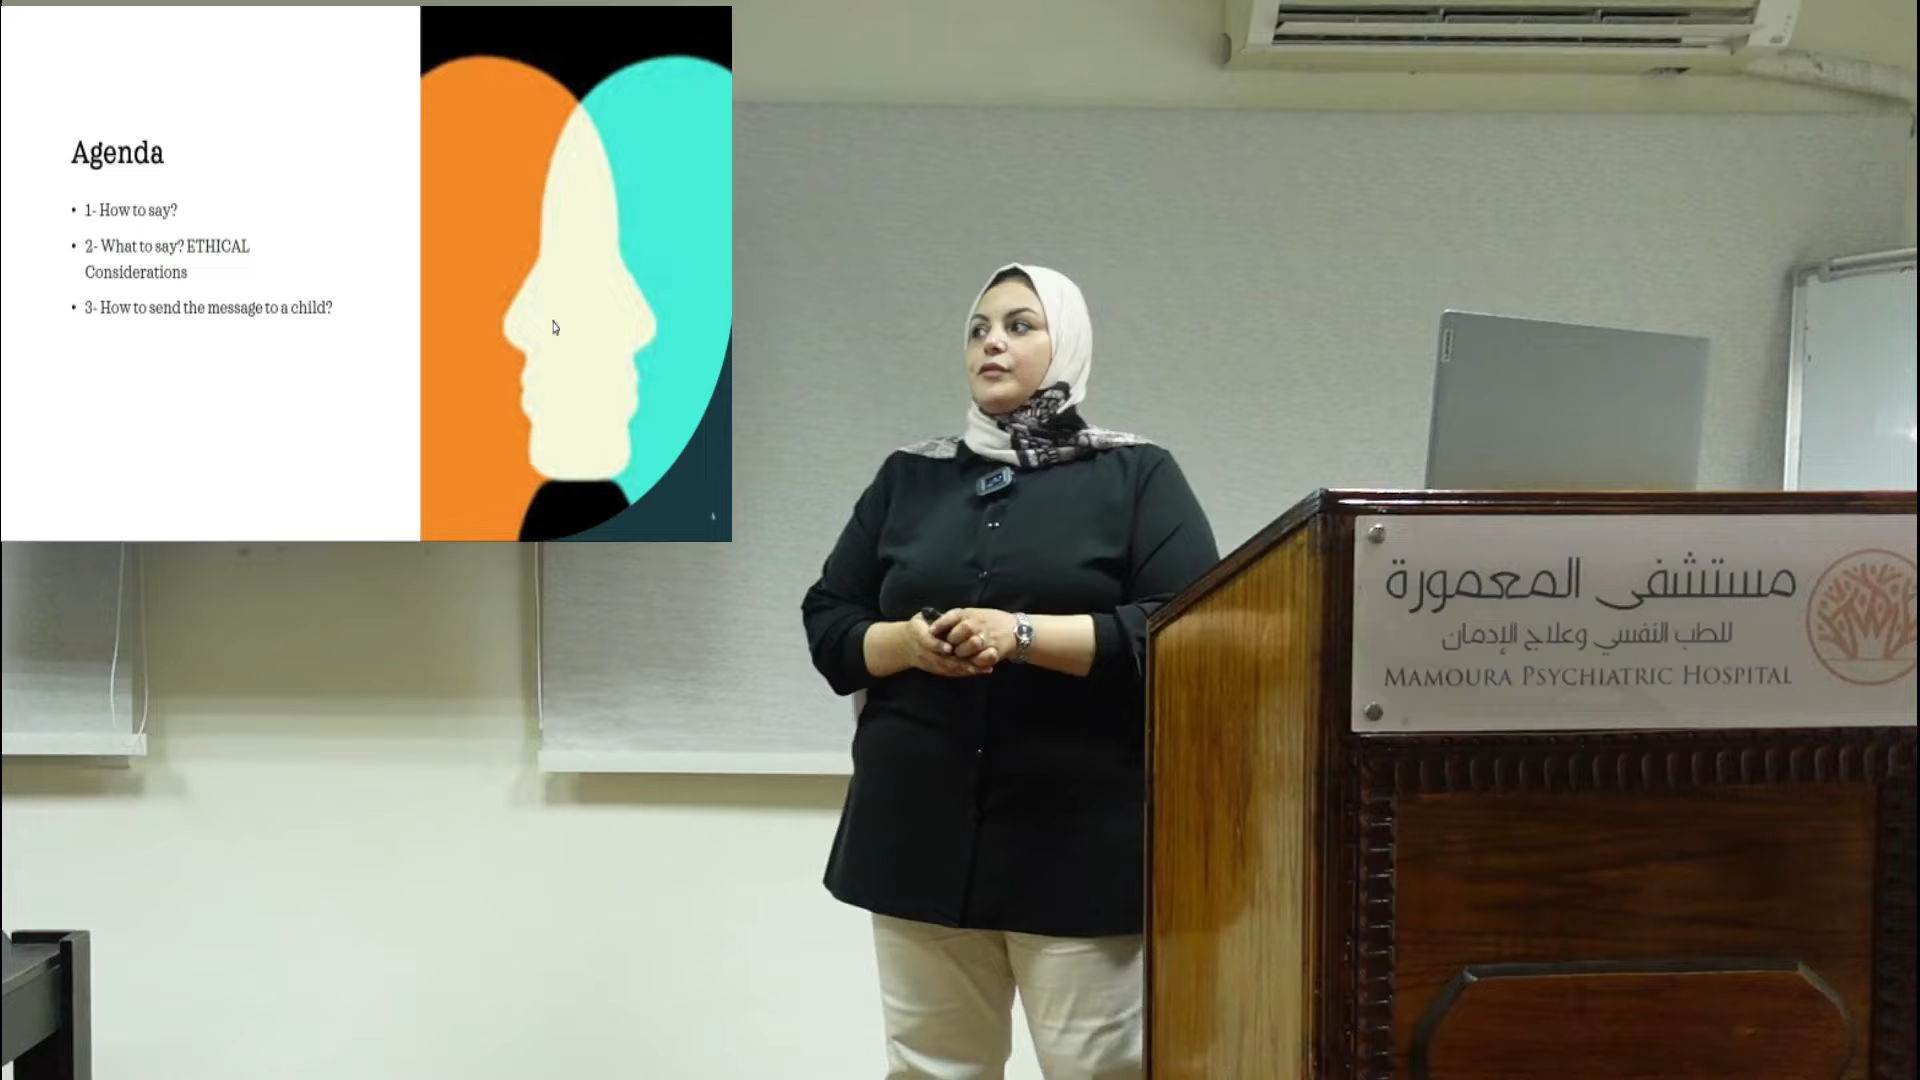 Agenda
• 1- How to say?
• 2- What to say? ETHICAL
Considerations
• 3- How to send the message to a child?
مستشفى المعمورة
للطب النفسي وعلاج الإدمان
MAMOURA PSYCHIATRIC HOSPITAL